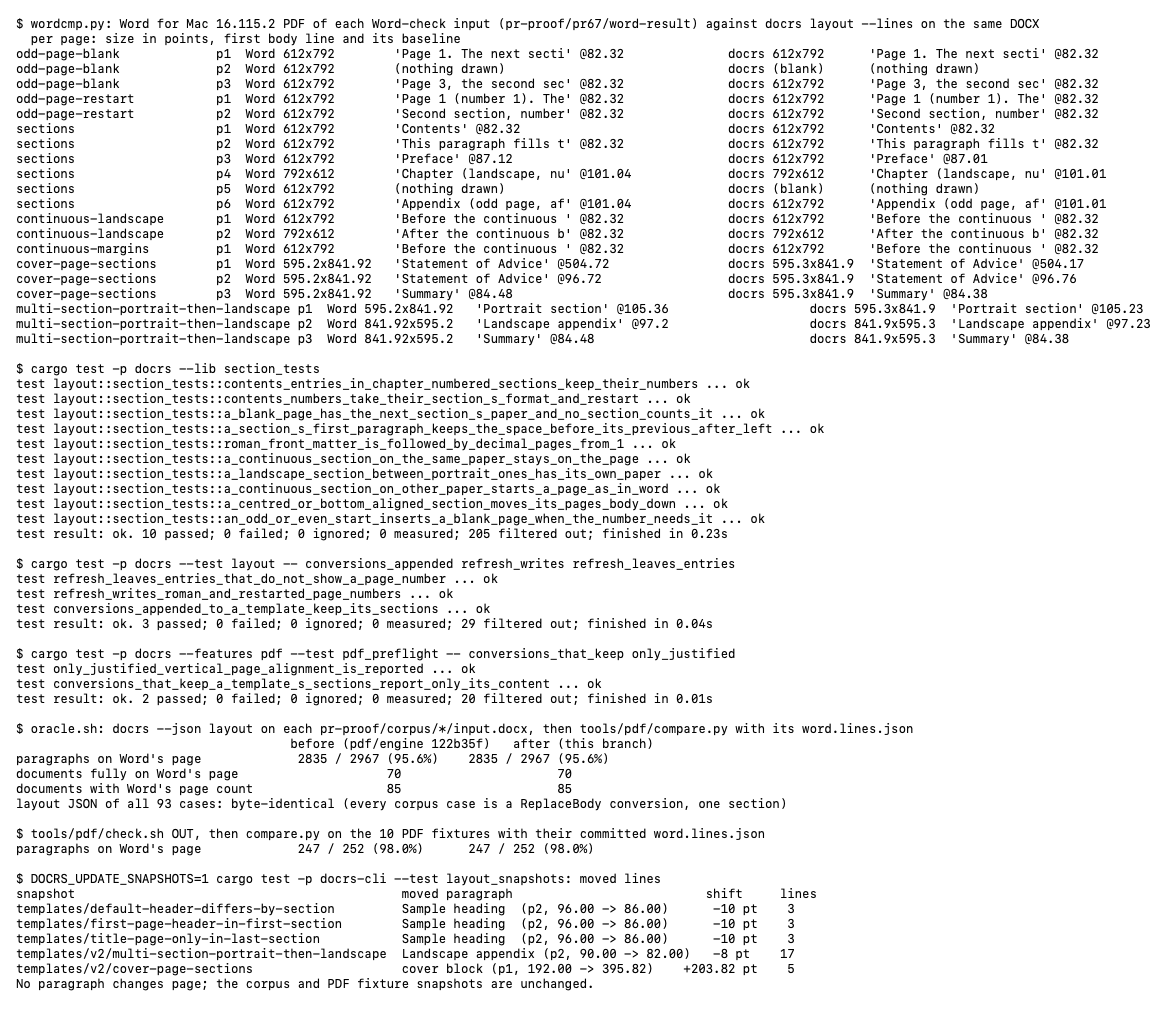 $ wordcmp.py: Word for Mac 16.115.2 PDF of each Word-check input (pr-proof/pr67/word-result) against docrs layout --lines on the same DOCX
  per page: size in points, first body line and its baseline
odd-page-blank             p1  Word 612x792        'Page 1. The next secti' @82.32              docrs 612x792      'Page 1. The next secti' @82.32
odd-page-blank             p2  Word 612x792        (nothing drawn)                              docrs (blank)      (nothing drawn)
odd-page-blank             p3  Word 612x792        'Page 3, the second sec' @82.32              docrs 612x792      'Page 3, the second sec' @82.32
odd-page-restart           p1  Word 612x792        'Page 1 (number 1). The' @82.32              docrs 612x792      'Page 1 (number 1). The' @82.32
odd-page-restart           p2  Word 612x792        'Second section, number' @82.32              docrs 612x792      'Second section, number' @82.32
sections                   p1  Word 612x792        'Contents' @82.32                            docrs 612x792      'Contents' @82.32
sections                   p2  Word 612x792        'This paragraph fills t' @82.32              docrs 612x792      'This paragraph fills t' @82.32
sections                   p3  Word 612x792        'Preface' @87.12                             docrs 612x792      'Preface' @87.01
sections                   p4  Word 792x612        'Chapter (landscape, nu' @101.04             docrs 792x612      'Chapter (landscape, nu' @101.01
sections                   p5  Word 612x792        (nothing drawn)                              docrs (blank)      (nothing drawn)
sections                   p6  Word 612x792        'Appendix (odd page, af' @101.04             docrs 612x792      'Appendix (odd page, af' @101.01
continuous-landscape       p1  Word 612x792        'Before the continuous ' @82.32              docrs 612x792      'Before the continuous ' @82.32
continuous-landscape       p2  Word 792x612        'After the continuous b' @82.32              docrs 792x612      'After the continuous b' @82.32
continuous-margins         p1  Word 612x792        'Before the continuous ' @82.32              docrs 612x792      'Before the continuous ' @82.32
cover-page-sections        p1  Word 595.2x841.92   'Statement of Advice' @504.72                docrs 595.3x841.9  'Statement of Advice' @504.17
cover-page-sections        p2  Word 595.2x841.92   'Statement of Advice' @96.72                 docrs 595.3x841.9  'Statement of Advice' @96.76
cover-page-sections        p3  Word 595.2x841.92   'Summary' @84.48                             docrs 595.3x841.9  'Summary' @84.38
multi-section-portrait-then-landscape p1  Word 595.2x841.92   'Portrait section' @105.36                   docrs 595.3x841.9  'Portrait section' @105.23
multi-section-portrait-then-landscape p2  Word 841.92x595.2   'Landscape appendix' @97.2                   docrs 841.9x595.3  'Landscape appendix' @97.23
multi-section-portrait-then-landscape p3  Word 841.92x595.2   'Summary' @84.48                             docrs 841.9x595.3  'Summary' @84.38

$ cargo test -p docrs --lib section_tests
test layout::section_tests::contents_entries_in_chapter_numbered_sections_keep_their_numbers ... ok
test layout::section_tests::contents_numbers_take_their_section_s_format_and_restart ... ok
test layout::section_tests::a_blank_page_has_the_next_section_s_paper_and_no_section_counts_it ... ok
test layout::section_tests::a_section_s_first_paragraph_keeps_the_space_before_its_previous_after_left ... ok
test layout::section_tests::roman_front_matter_is_followed_by_decimal_pages_from_1 ... ok
test layout::section_tests::a_continuous_section_on_the_same_paper_stays_on_the_page ... ok
test layout::section_tests::a_landscape_section_between_portrait_ones_has_its_own_paper ... ok
test layout::section_tests::a_continuous_section_on_other_paper_starts_a_page_as_in_word ... ok
test layout::section_tests::a_centred_or_bottom_aligned_section_moves_its_pages_body_down ... ok
test layout::section_tests::an_odd_or_even_start_inserts_a_blank_page_when_the_number_needs_it ... ok
test result: ok. 10 passed; 0 failed; 0 ignored; 0 measured; 205 filtered out; finished in 0.23s

$ cargo test -p docrs --test layout -- conversions_appended refresh_writes refresh_leaves_entries
test refresh_leaves_entries_that_do_not_show_a_page_number ... ok
test refresh_writes_roman_and_restarted_page_numbers ... ok
test conversions_appended_to_a_template_keep_its_sections ... ok
test result: ok. 3 passed; 0 failed; 0 ignored; 0 measured; 29 filtered out; finished in 0.04s

$ cargo test -p docrs --features pdf --test pdf_preflight -- conversions_that_keep only_justified
test only_justified_vertical_page_alignment_is_reported ... ok
test conversions_that_keep_a_template_s_sections_report_only_its_content ... ok
test result: ok. 2 passed; 0 failed; 0 ignored; 0 measured; 20 filtered out; finished in 0.01s

$ oracle.sh: docrs --json layout on each pr-proof/corpus/*/input.docx, then tools/pdf/compare.py with its word.lines.json
                                     before (pdf/engine 122b35f)   after (this branch)
paragraphs on Word's page             2835 / 2967 (95.6%)    2835 / 2967 (95.6%)
documents fully on Word's page                    70                     70
documents with Word's page count                  85                     85
layout JSON of all 93 cases: byte-identical (every corpus case is a ReplaceBody conversion, one section)

$ tools/pdf/check.sh OUT, then compare.py on the 10 PDF fixtures with their committed word.lines.json
paragraphs on Word's page             247 / 252 (98.0%)      247 / 252 (98.0%)

$ DOCRS_UPDATE_SNAPSHOTS=1 cargo test -p docrs-cli --test layout_snapshots: moved lines
snapshot                                            moved paragraph                          shift     lines
templates/default-header-differs-by-section         Sample heading  (p2, 96.00 -> 86.00)      -10 pt    3
templates/first-page-header-in-first-section        Sample heading  (p2, 96.00 -> 86.00)      -10 pt    3
templates/title-page-only-in-last-section           Sample heading  (p2, 96.00 -> 86.00)      -10 pt    3
templates/v2/multi-section-portrait-then-landscape  Landscape appendix (p2, 90.00 -> 82.00)   -8 pt    17
templates/v2/cover-page-sections                    cover block (p1, 192.00 -> 395.82)    +203.82 pt    5
No paragraph changes page; the corpus and PDF fixture snapshots are unchanged.